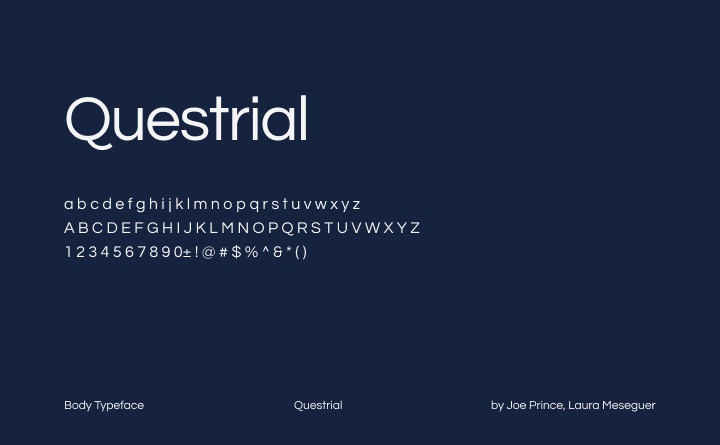 Questrial
a b c d e f g h i j k l m n o p q r s t u v w x y z
A B C D E F G H I J K L M N O P Q R S T U V W X Y Z
1 2 3 4 5 6 7 8 9 0 ± ! @ # $ % ^ & * ( )
Body Typeface
Questrial
by Joe Prince, Laura Meseguer